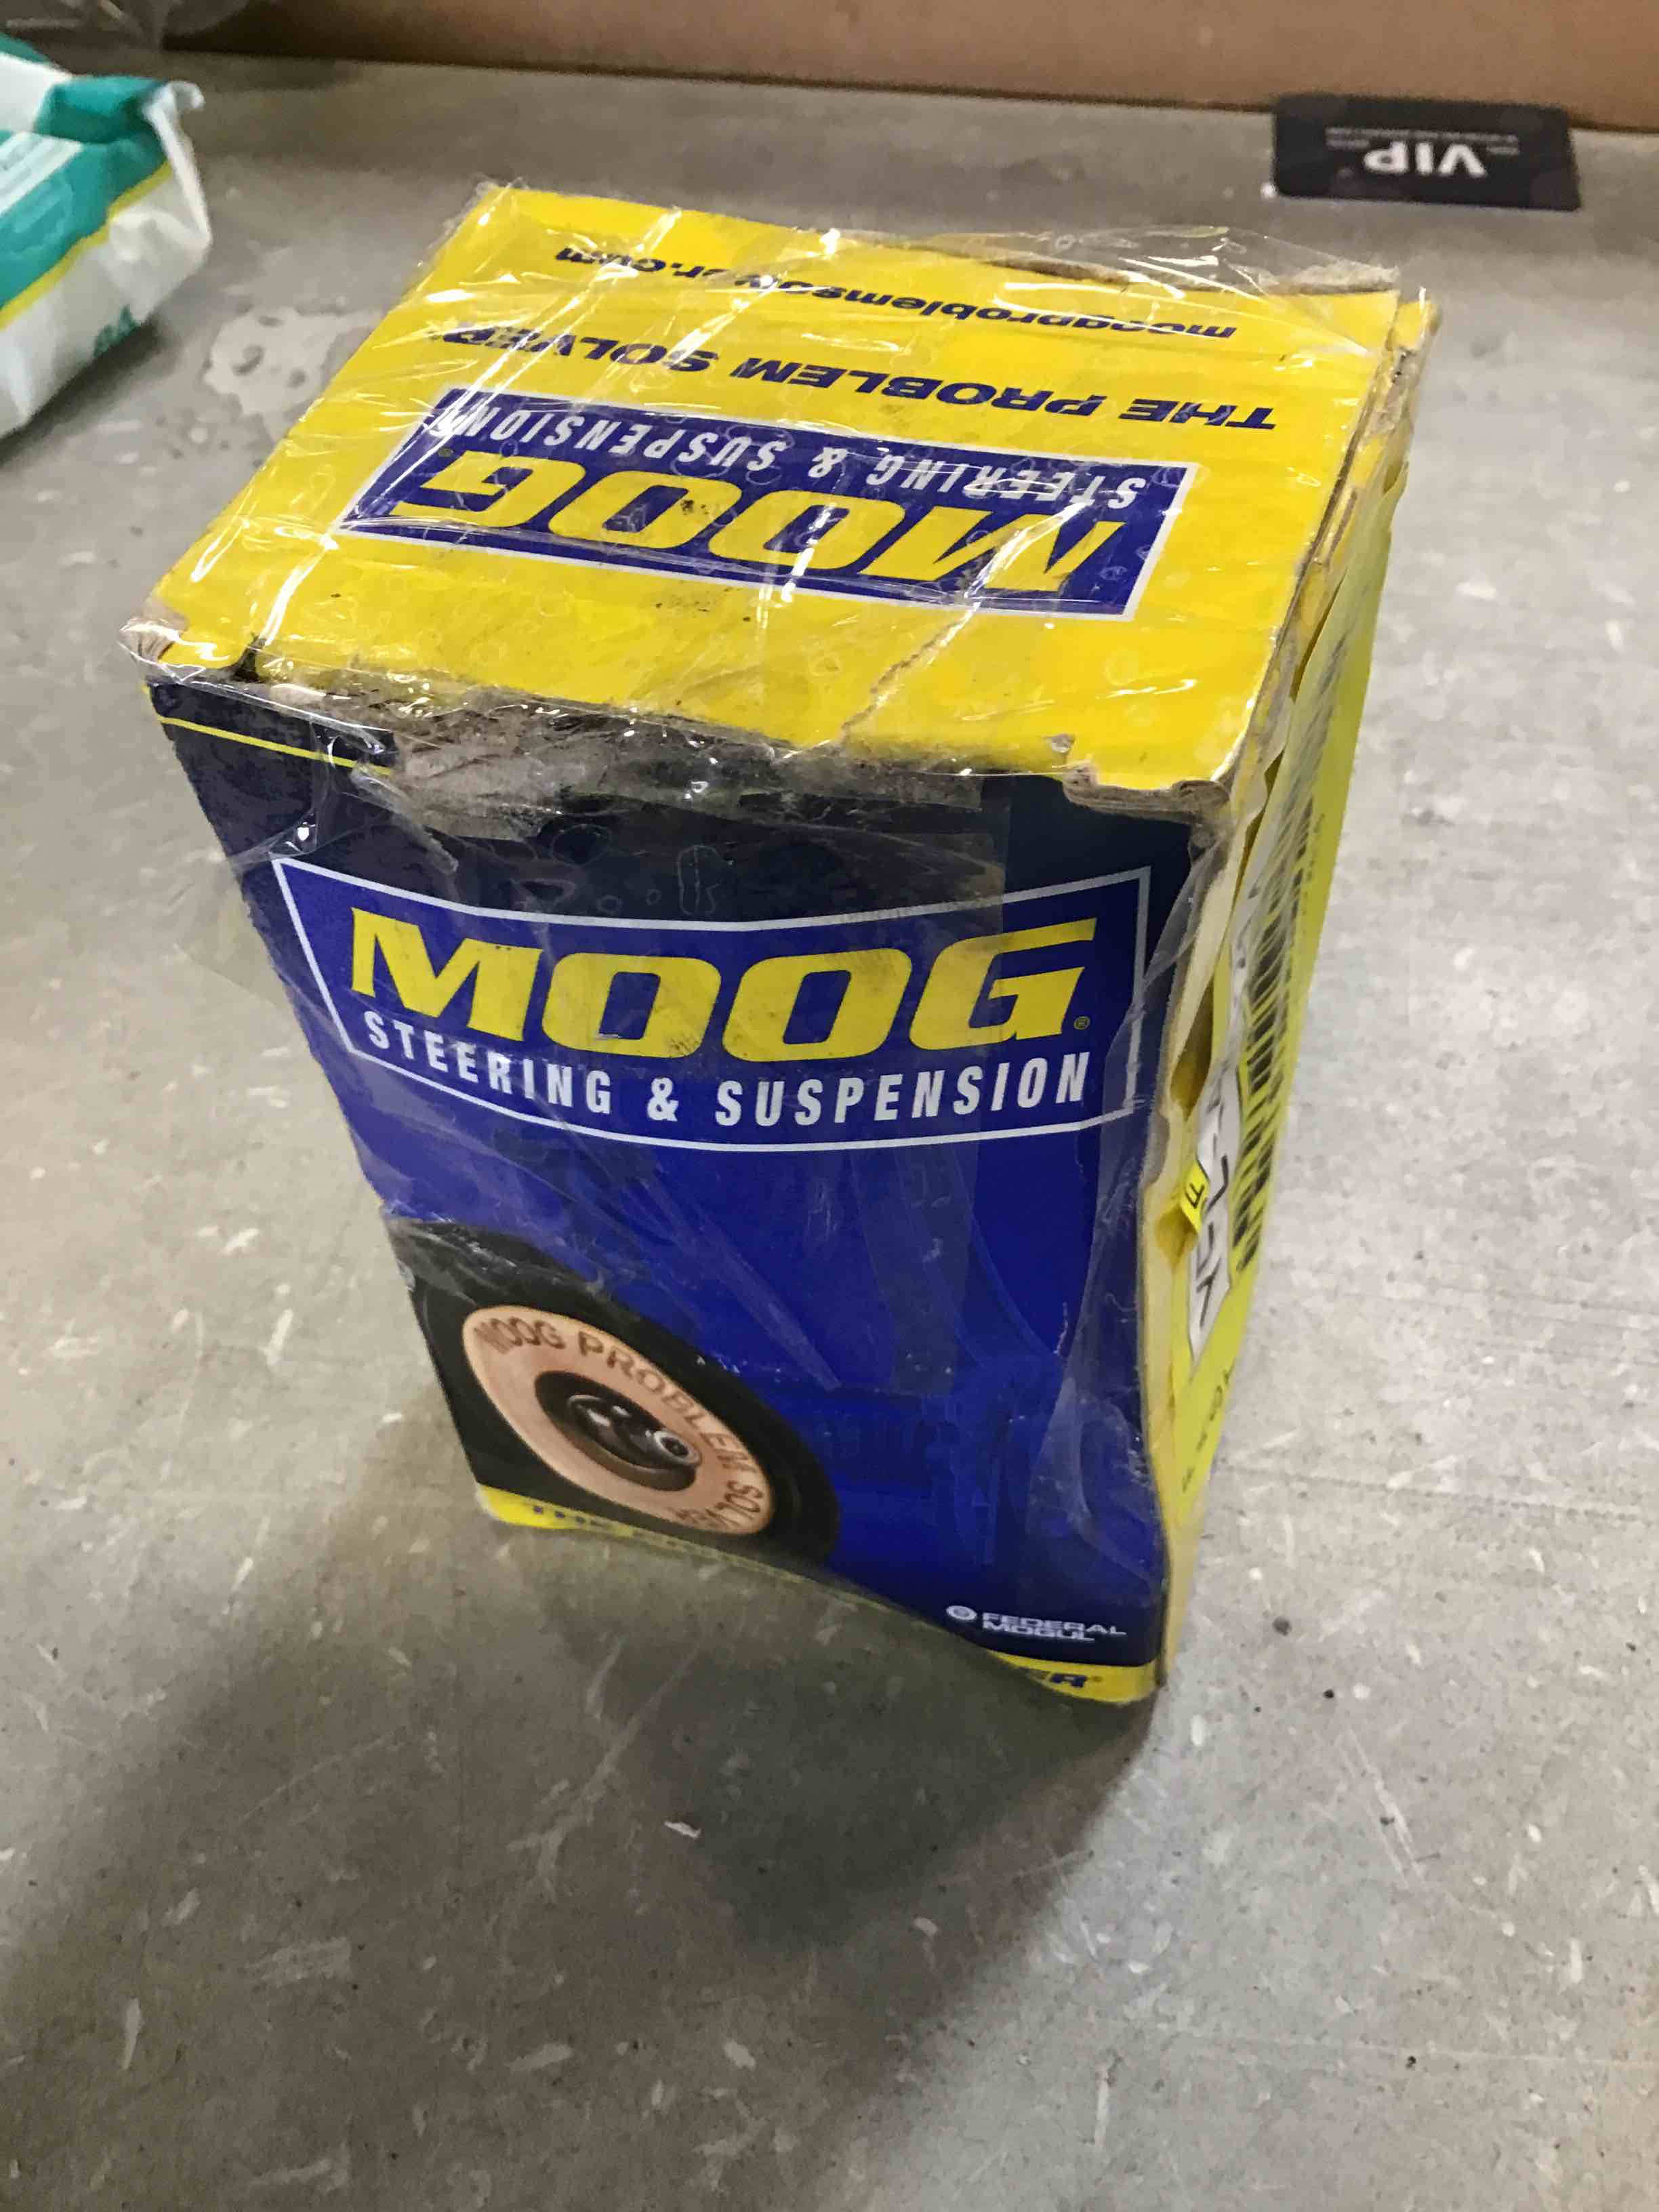 VIP
moogproblemsolver.com
THE PROBLEM SOLVER®
MOOG®
STEERING & SUSPENSION
MOOG®
STEERING & SUSPENSION
MOOG PROBLEM SOLVER
FEDERAL
MOGUL